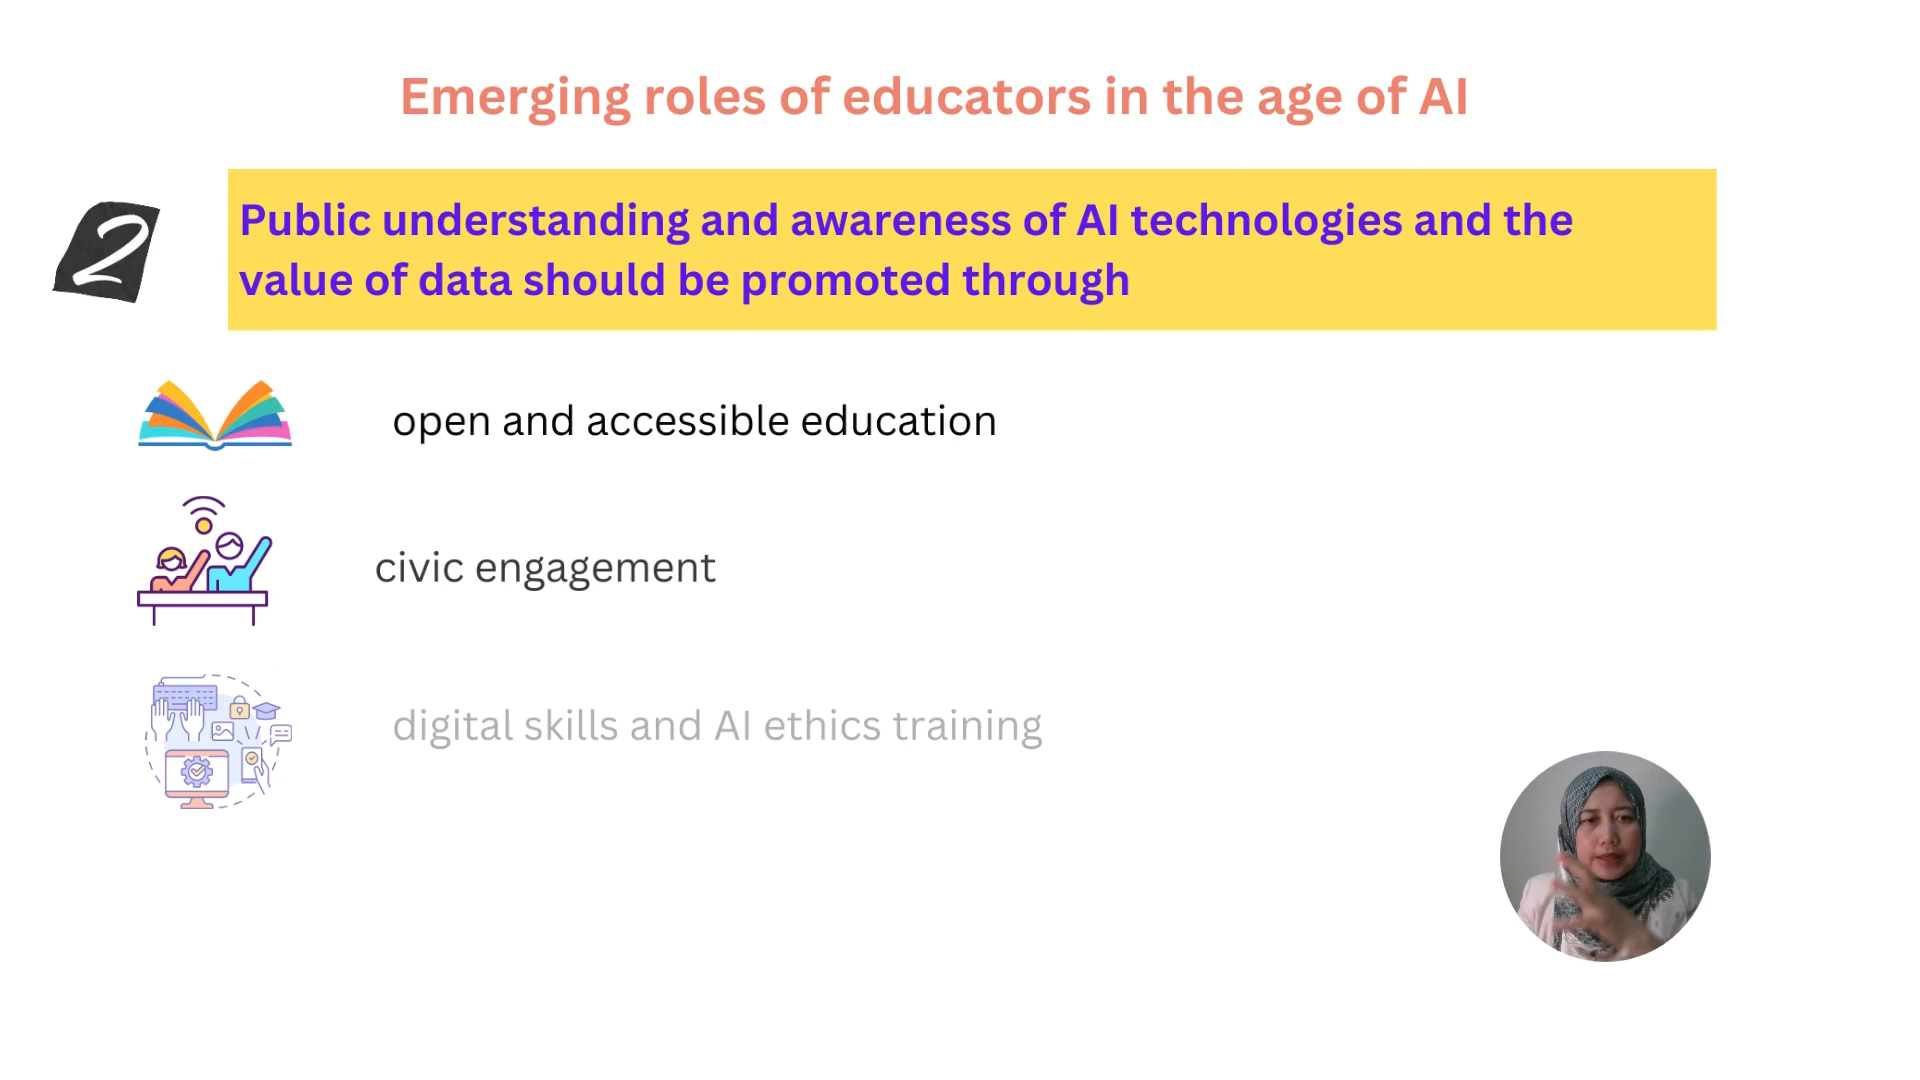 Emerging roles of educators in the age of AI
2
Public understanding and awareness of AI technologies and the
value of data should be promoted through
open and accessible education
civic engagement
digital skills and AI ethics training